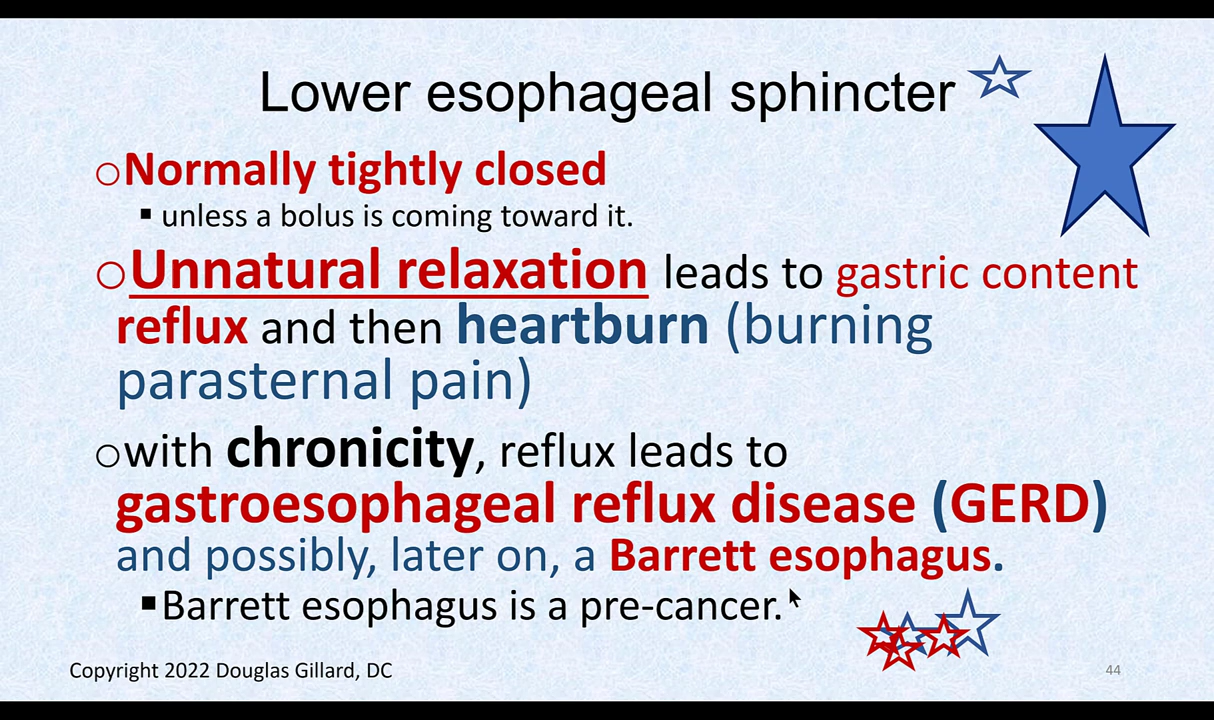 Lower esophageal sphincter
○Normally tightly closed
▪ unless a bolus is coming toward it.
○Unnatural relaxation leads to gastric content
reflux and then heartburn (burning
parasternal pain)
○with chronicity, reflux leads to
gastroesophageal reflux disease (GERD)
and possibly, later on, a Barrett esophagus.
▪Barrett esophagus is a pre-cancer.
Copyright 2022 Douglas Gillard, DC
44